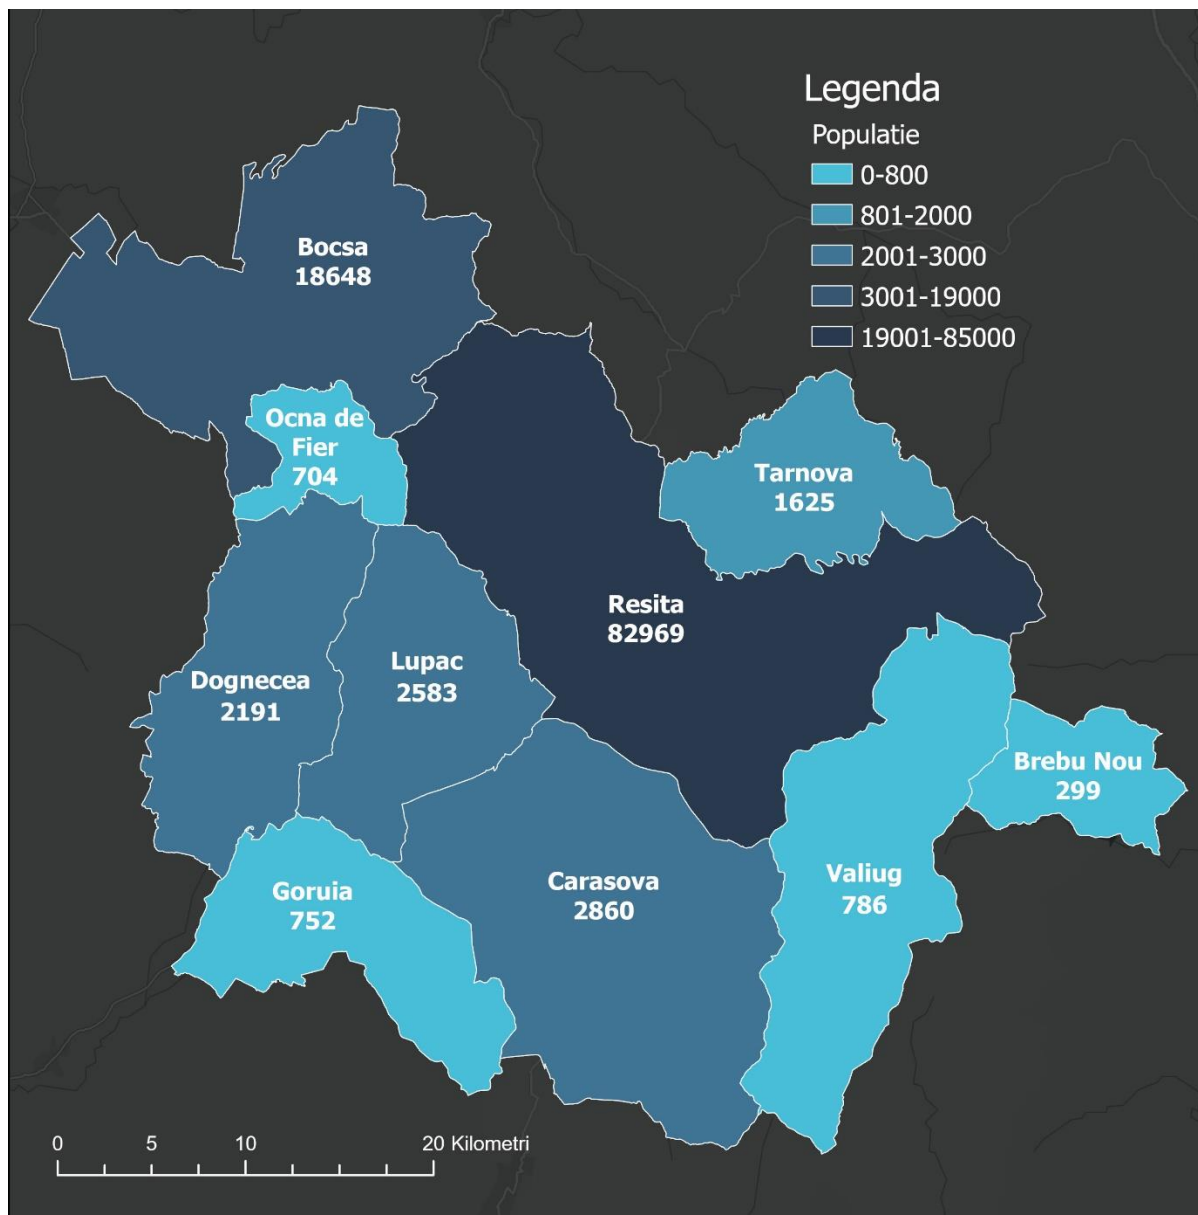 Legenda
Populatie
0-800
801-2000
2001-3000
3001-19000
19001-85000
Bocsa
18648
Ocna de
Fier
704
Tarnova
1625
Resita
82969
Lupac
2583
Dognecea
2191
Brebu Nou
299
Valiug
786
Carasova
2860
Goruia
752
0 5 10 20 Kilometri